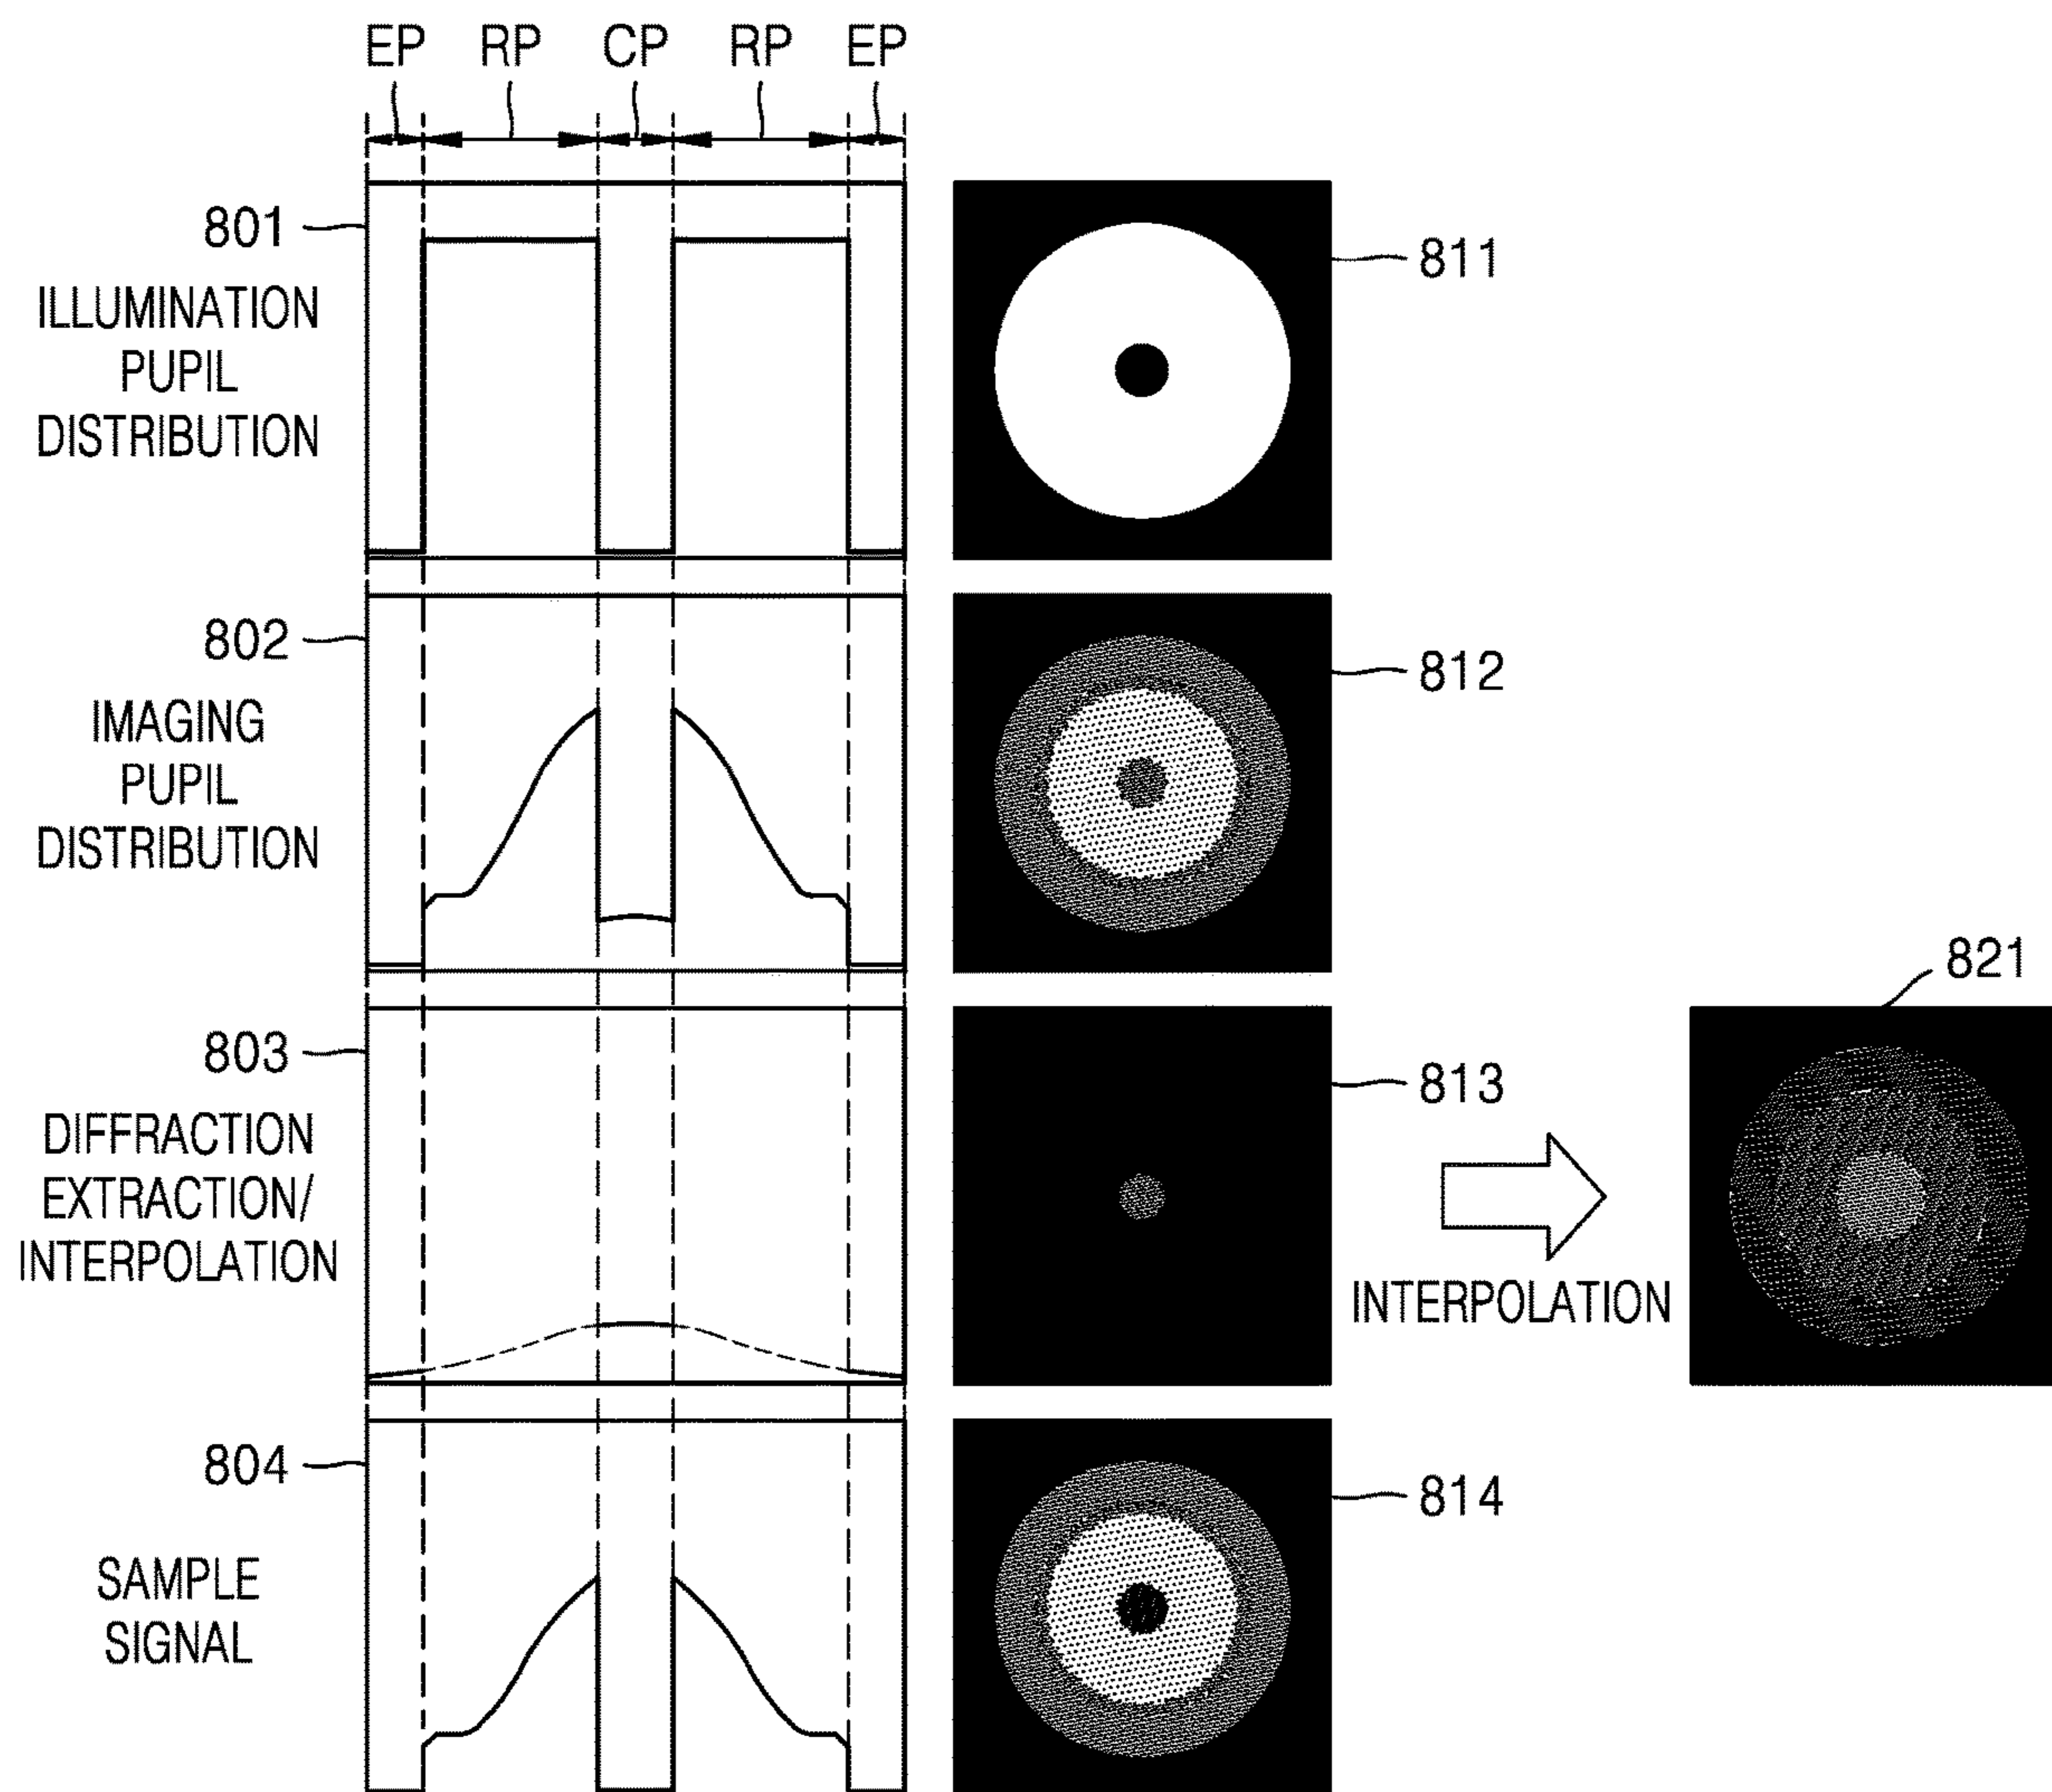 EP RP CP RP EP
801
ILLUMINATION
PUPIL
DISTRIBUTION
811
802
IMAGING
PUPIL
DISTRIBUTION
812
803
DIFFRACTION
EXTRACTION/
INTERPOLATION
813
INTERPOLATION
821
804
SAMPLE
SIGNAL
814